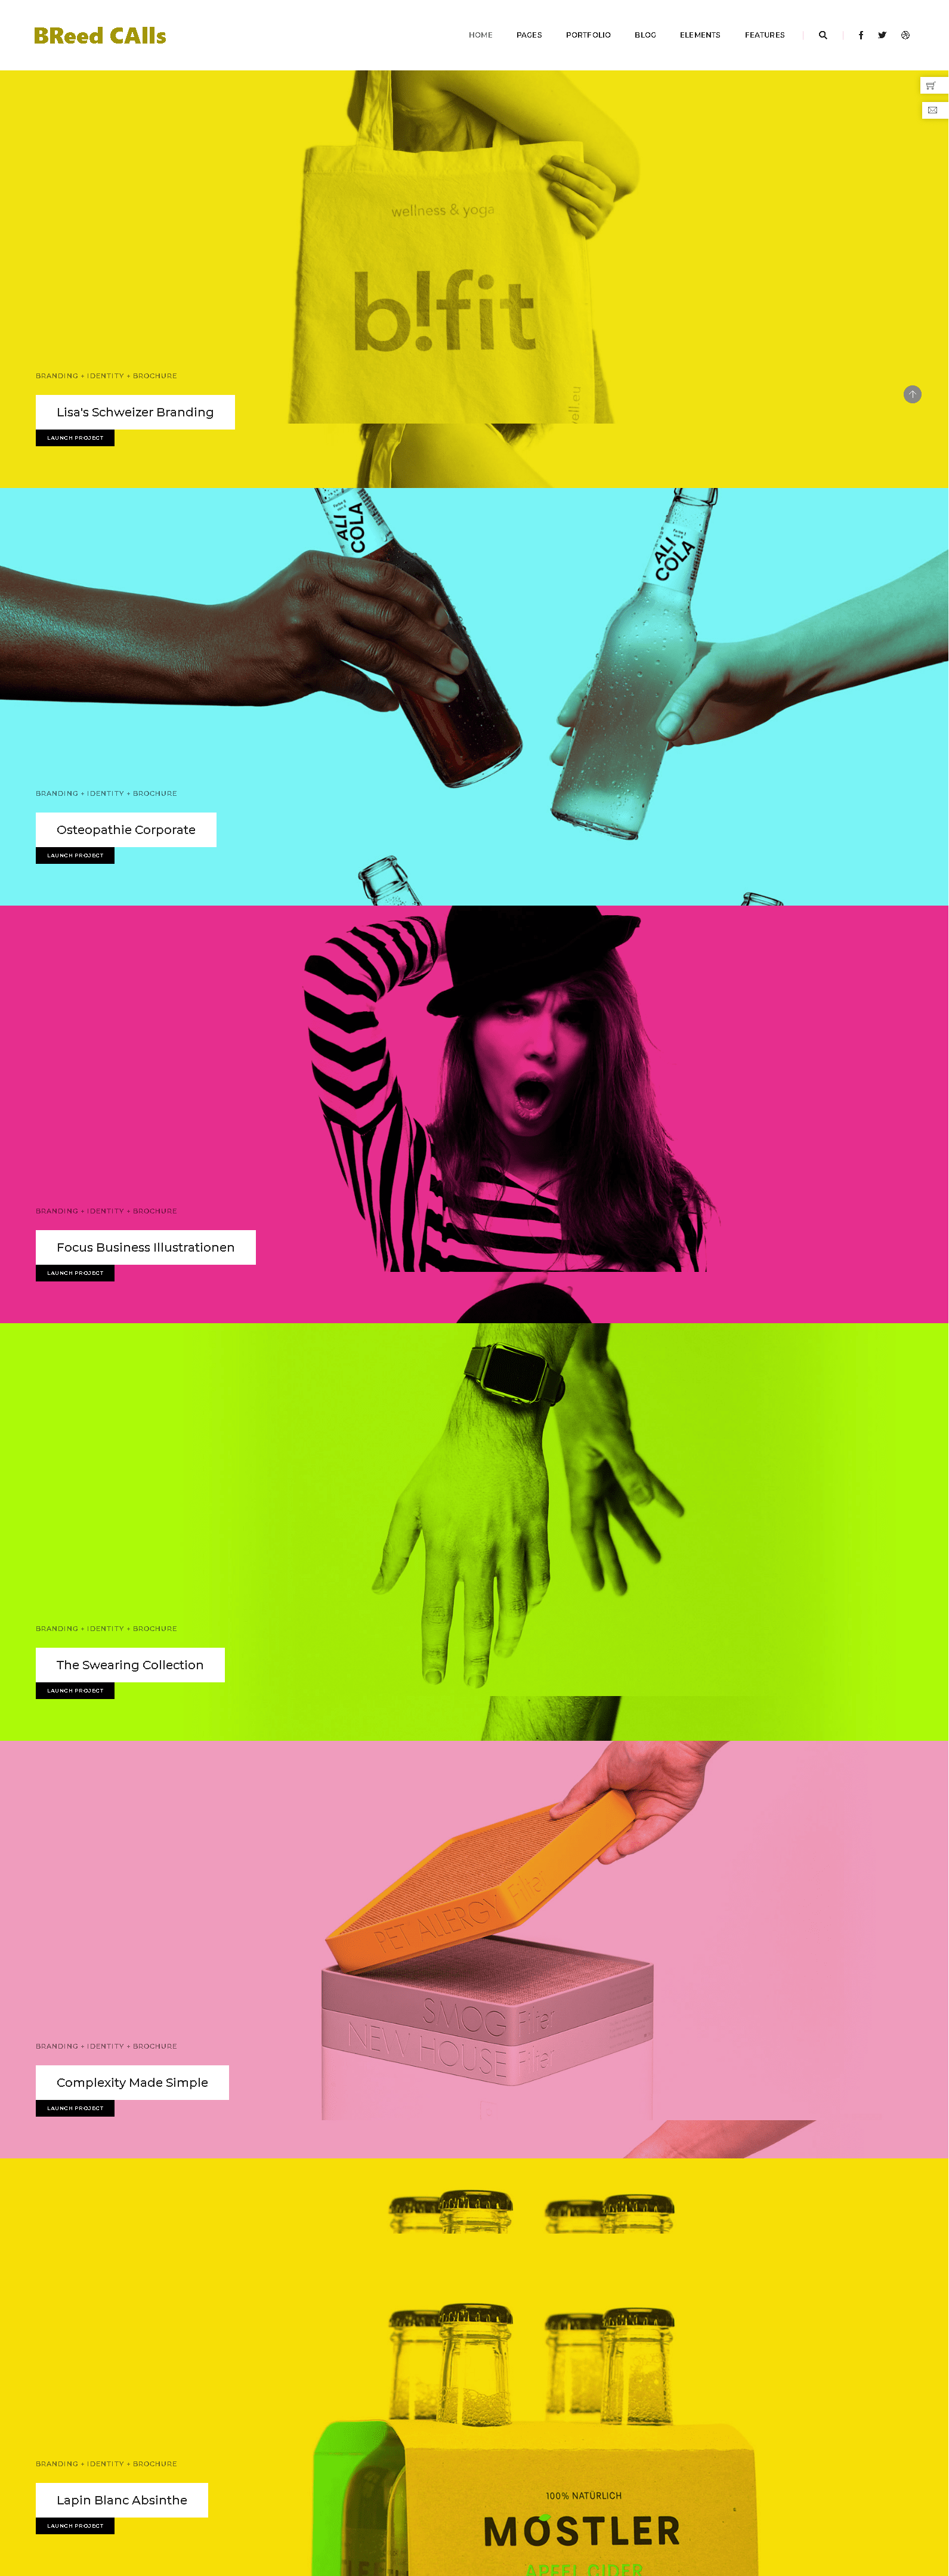 BReed CAlls
HOME PAGES PORTFOLIO BLOG ELEMENTS FEATURES
wellness & yoga
b!fit
BRANDING + IDENTITY + BROCHURE
Lisa's Schweizer Branding
LAUNCH PROJECT
ALI
COLA
ALI
COLA
BRANDING + IDENTITY + BROCHURE
Osteopathie Corporate
LAUNCH PROJECT
BRANDING + IDENTITY + BROCHURE
Focus Business Illustrationen
LAUNCH PROJECT
BRANDING + IDENTITY + BROCHURE
The Swearing Collection
LAUNCH PROJECT
PET ALLERGY Filter
SMOG Filter
NEW HOUSE Filter
BRANDING + IDENTITY + BROCHURE
Complexity Made Simple
LAUNCH PROJECT
BRANDING + IDENTITY + BROCHURE
Lapin Blanc Absinthe
LAUNCH PROJECT
100% NATÜRLICH
MOSTLER
APFEL CIDER